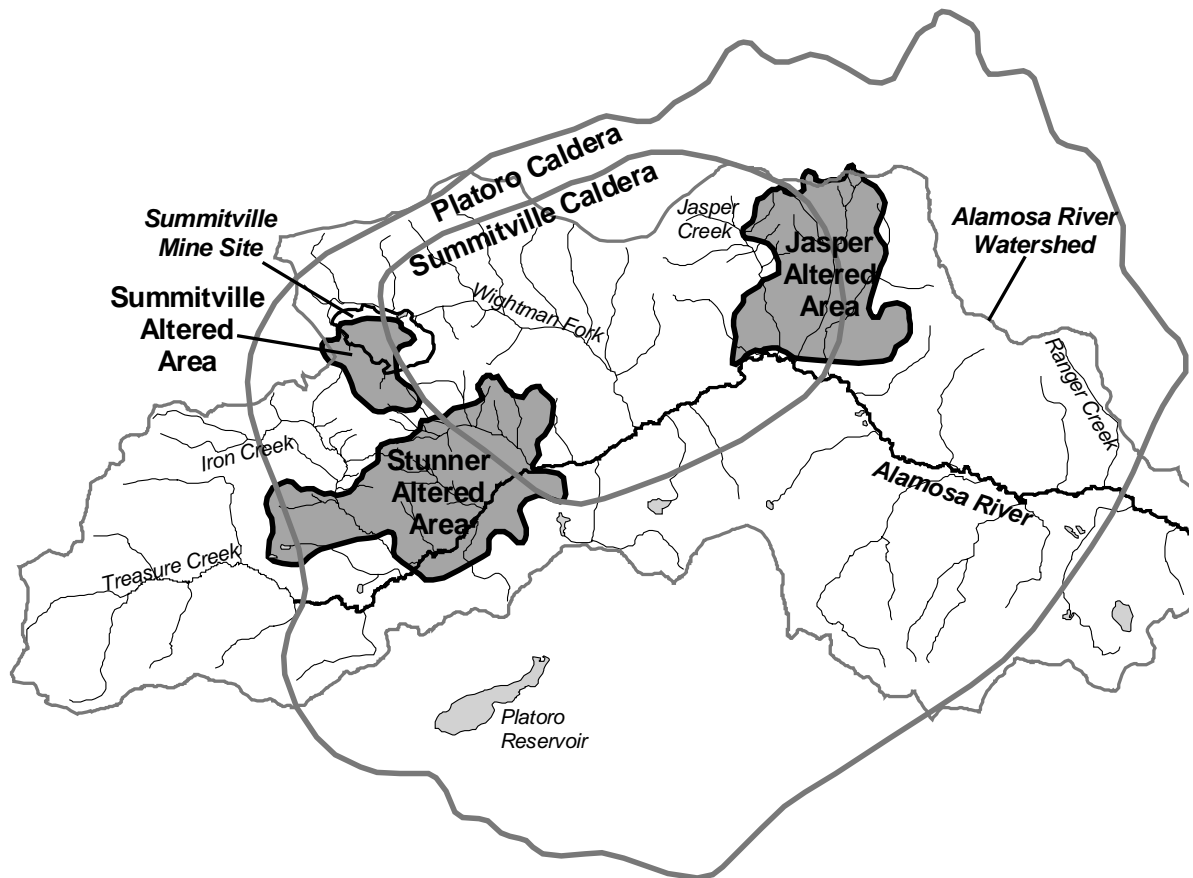 Platoro Caldera
Summitville Caldera
Summitville
Mine Site
Jasper
Creek
Alamosa River
Watershed
Jasper
Altered
Area
Summitville
Altered
Area
Wightman Fork
Ranger Creek
Iron Creek
Stunner
Altered
Area
Alamosa River
Treasure Creek
Platoro
Reservoir